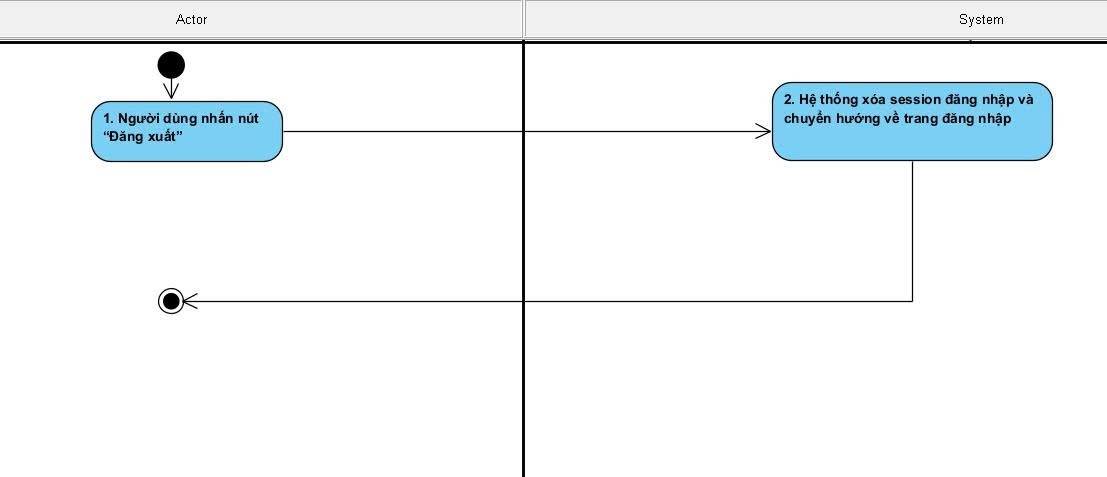 Actor
System
1. Người dùng nhấn nút
“Đăng xuất”
2. Hệ thống xóa session đăng nhập và
chuyển hướng về trang đăng nhập